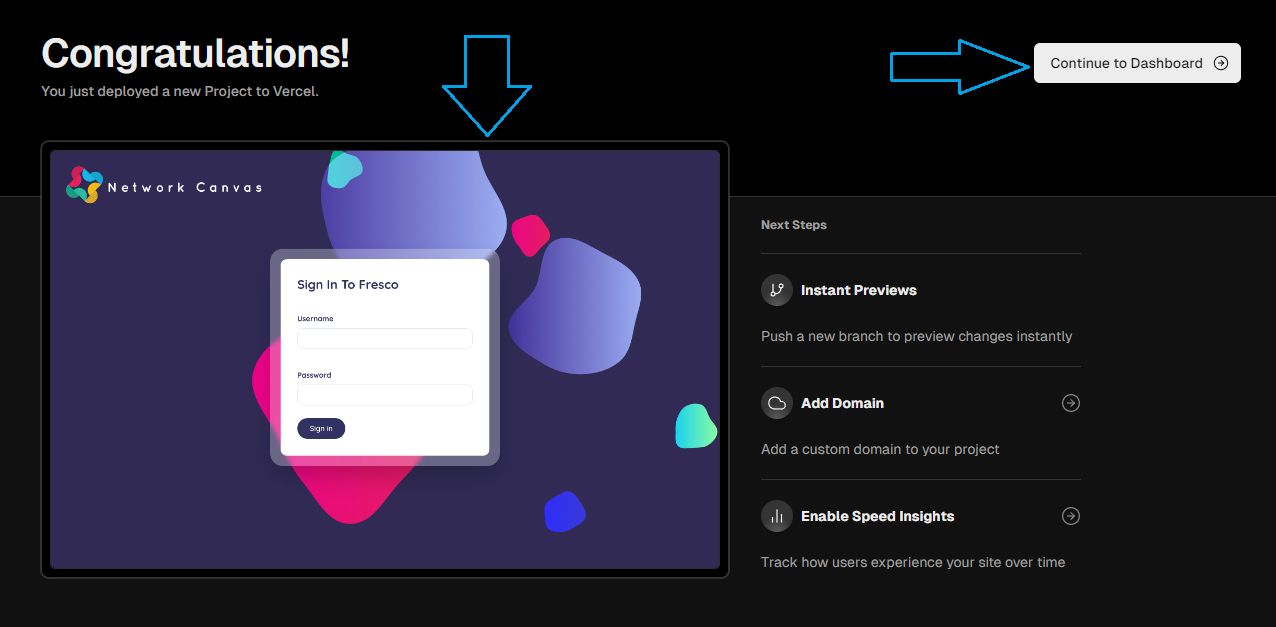 Congratulations!
You just deployed a new Project to Vercel.
Continue to Dashboard
Network Canvas
Sign In To Fresco
Username
Password
Sign in
Next Steps
Instant Previews
Push a new branch to preview changes instantly
Add Domain
Add a custom domain to your project
Enable Speed Insights
Track how users experience your site over time